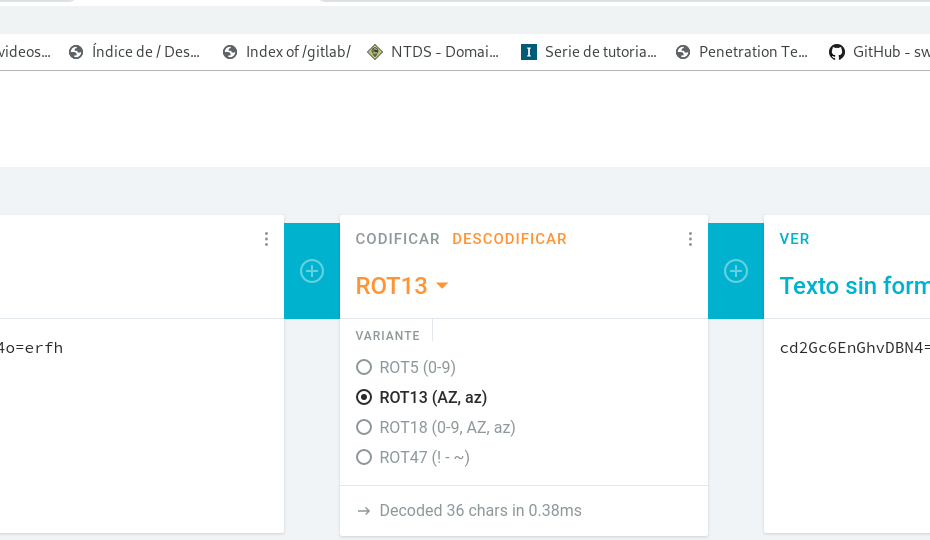 videos... Índice de / Des... Index of /gitlab/ NTDS - Domai... Serie de tutoria... Penetration Te... GitHub - sw
CODIFICAR DESCODIFICAR
VER
ROT13
Texto sin form
VARIANTE
4o=erfh
cd2Gc6EnGhvDBN4=
ROT5 (0-9)
ROT13 (AZ, az)
ROT18 (0-9, AZ, az)
ROT47 (! - ~)
→ Decoded 36 chars in 0.38ms